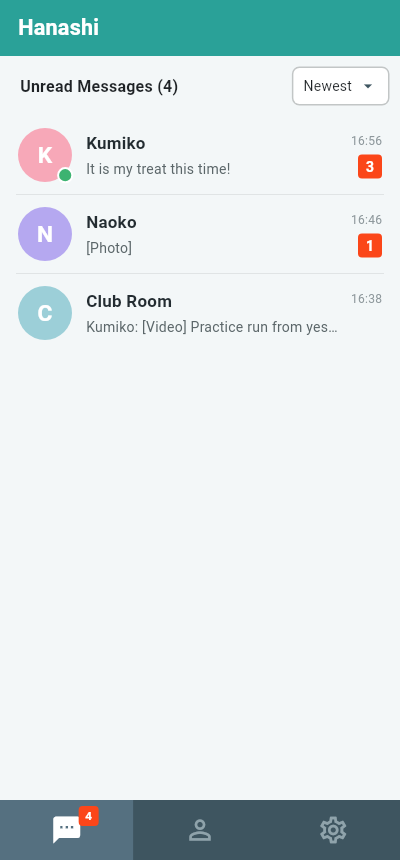 Hanashi
Unread Messages (4)
Newest
K
Kumiko
16:56
It is my treat this time!
3
N
Naoko
16:46
[Photo]
1
C
Club Room
16:38
Kumiko: [Video] Practice run from yes…
4